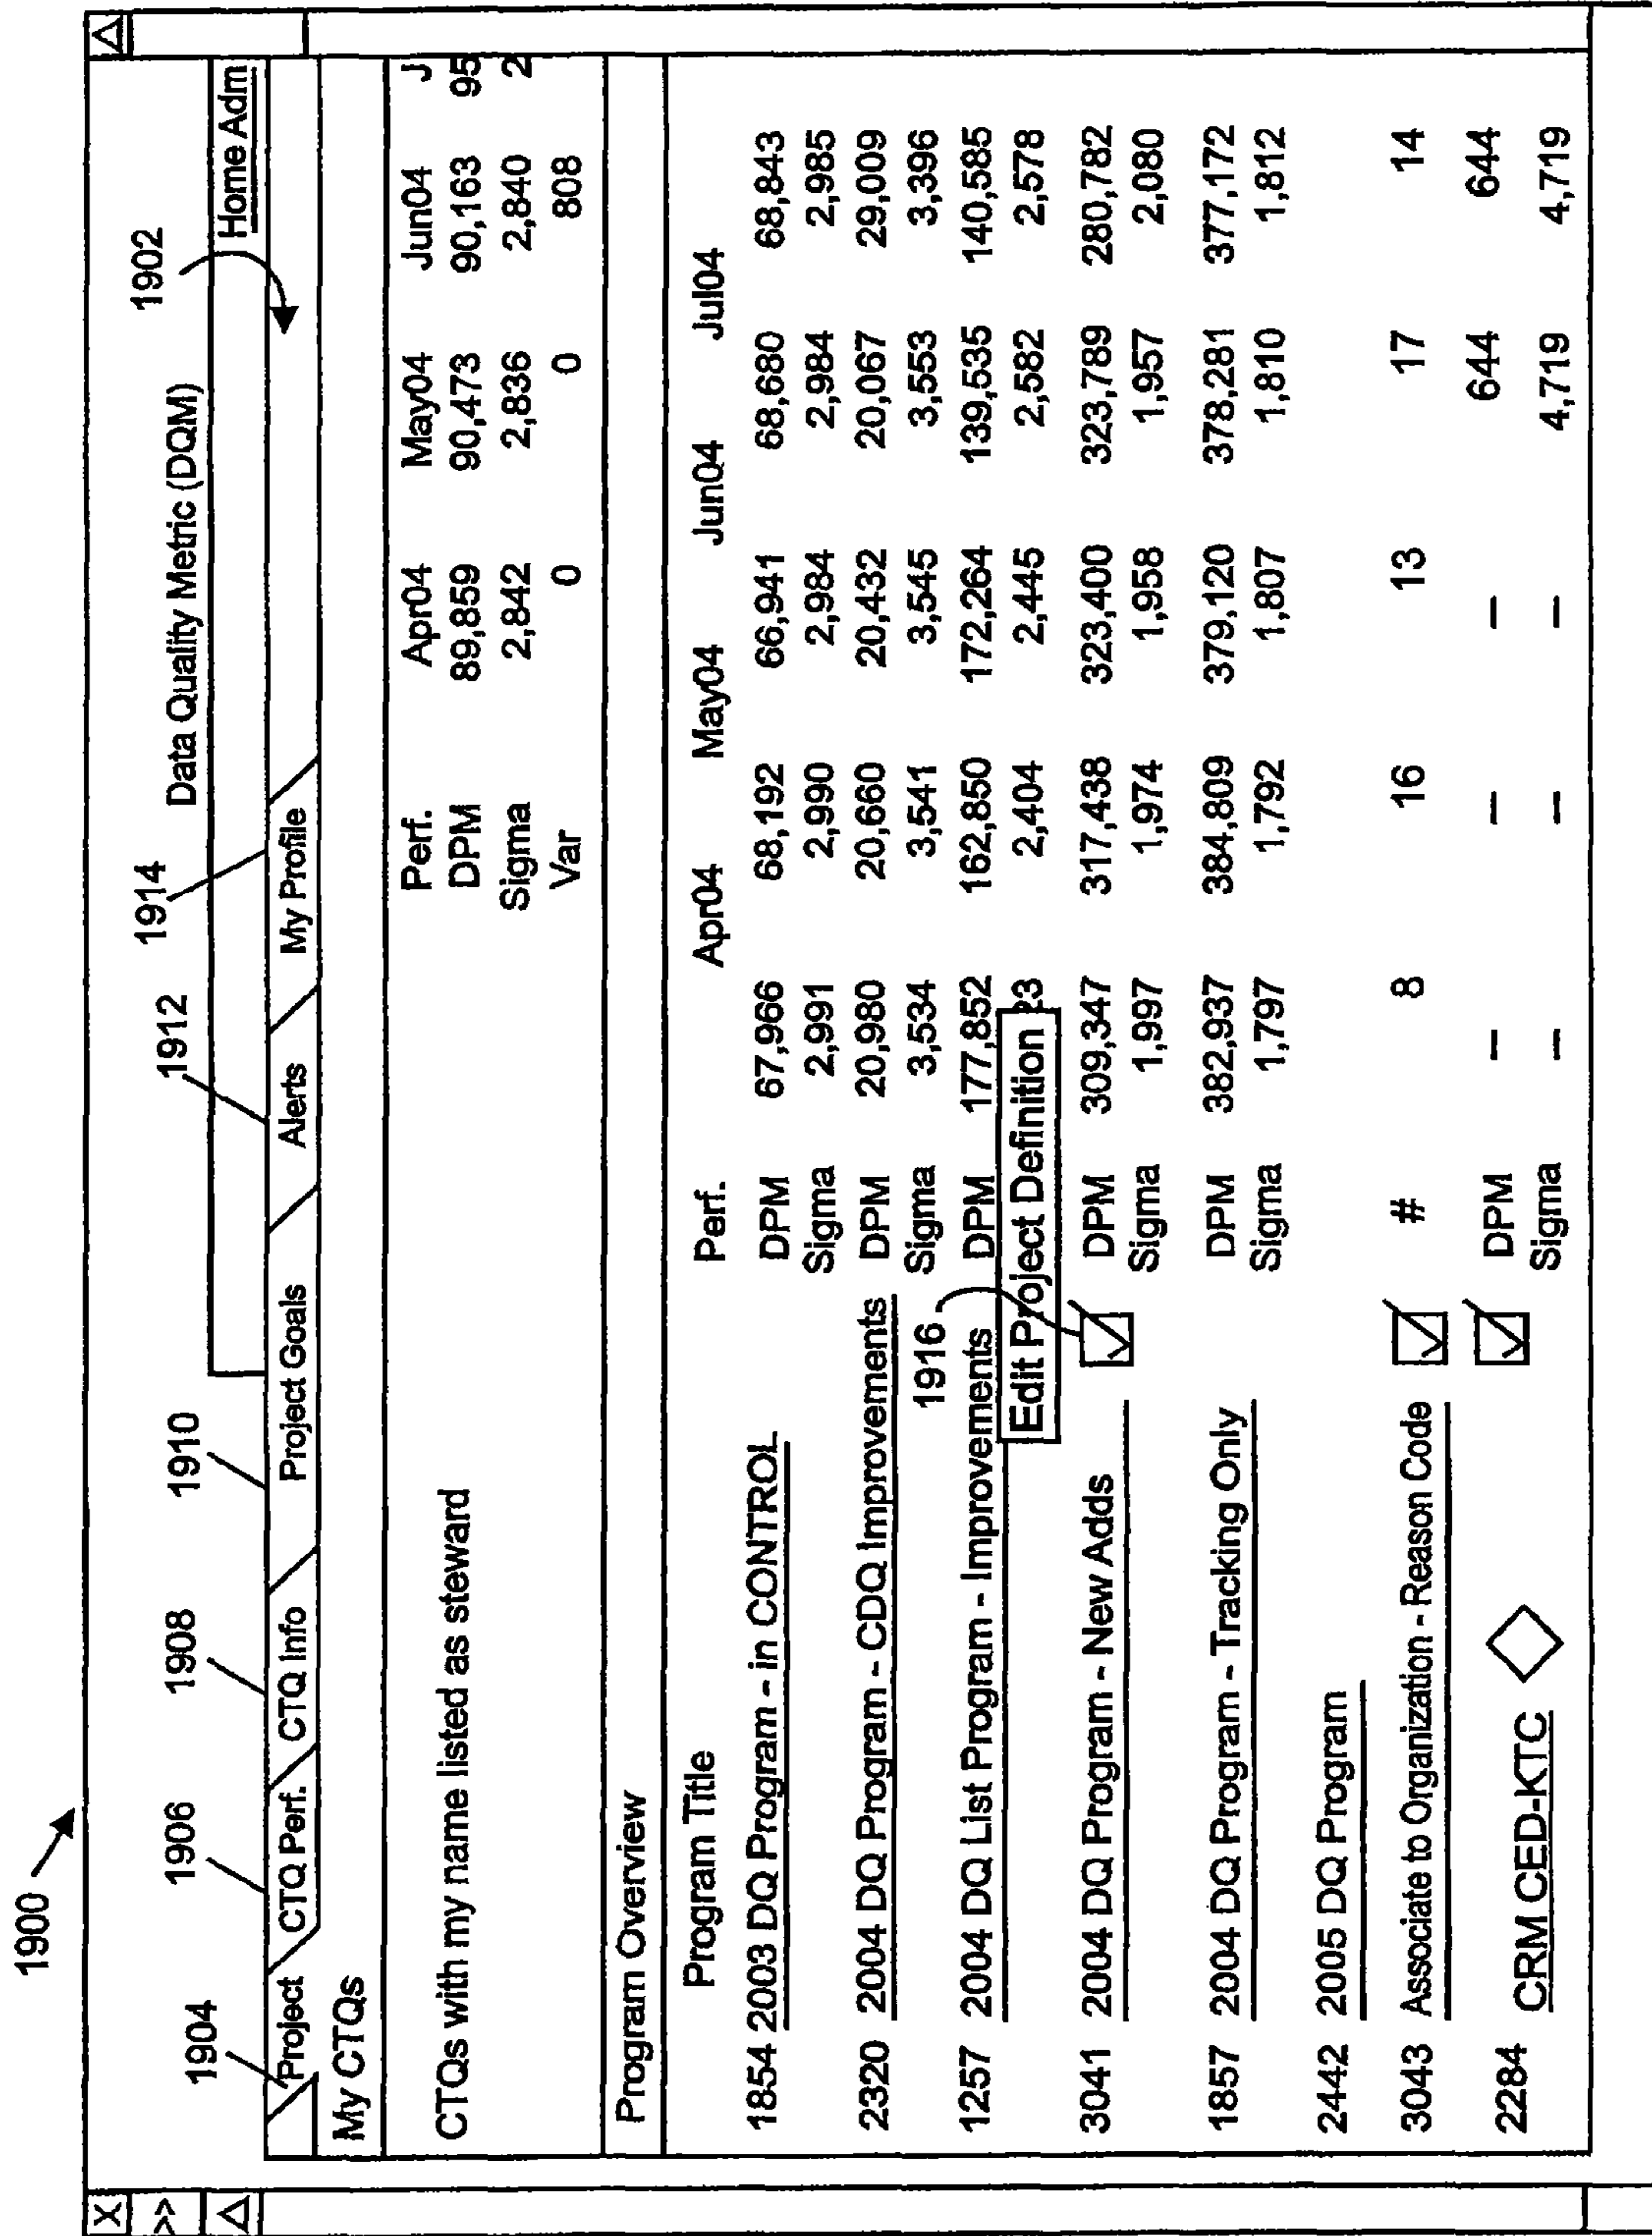 1900
X
>>
1902
Data Quality Metric (DQM)
Home Adm
1904 1906 1908 1910 1912 1914
Project CTQ Perf. CTQ Info Project Goals Alerts My Profile
My CTQs
CTQs with my name listed as steward
Perf. Apr04 May04 Jun04 J
DPM 89,859 90,473 90,163 95
Sigma 2,842 2,836 2,840 2
Var 0 0 808
Program Overview
Program Title Perf. Apr04 May04 Jun04 Jul04
1854 2003 DQ Program - in CONTROL DPM 67,966 68,192 66,941 68,680 68,843
Sigma 2,991 2,990 2,984 2,984 2,985
2320 2004 DQ Program - CDQ Improvements DPM 20,980 20,660 20,432 20,067 29,009
Sigma 3,534 3,541 3,545 3,553 3,396
1916
1257 2004 DQ List Program - Improvements DPM 177,852 162,850 172,264 139,535 140,585
Edit Project Definition 23 2,404 2,445 2,582 2,578
3041 2004 DQ Program - New Adds DPM 309,347 317,438 323,400 323,789 280,782
Sigma 1,997 1,974 1,958 1,957 2,080
1857 2004 DQ Program - Tracking Only DPM 382,937 384,809 379,120 378,281 377,172
Sigma 1,797 1,792 1,807 1,810 1,812
2442 2005 DQ Program
3043 Associate to Organization - Reason Code # 8 16 13 17 14
2284 CRM CED-KTC DPM – – – 644 644
Sigma – – – 4,719 4,719